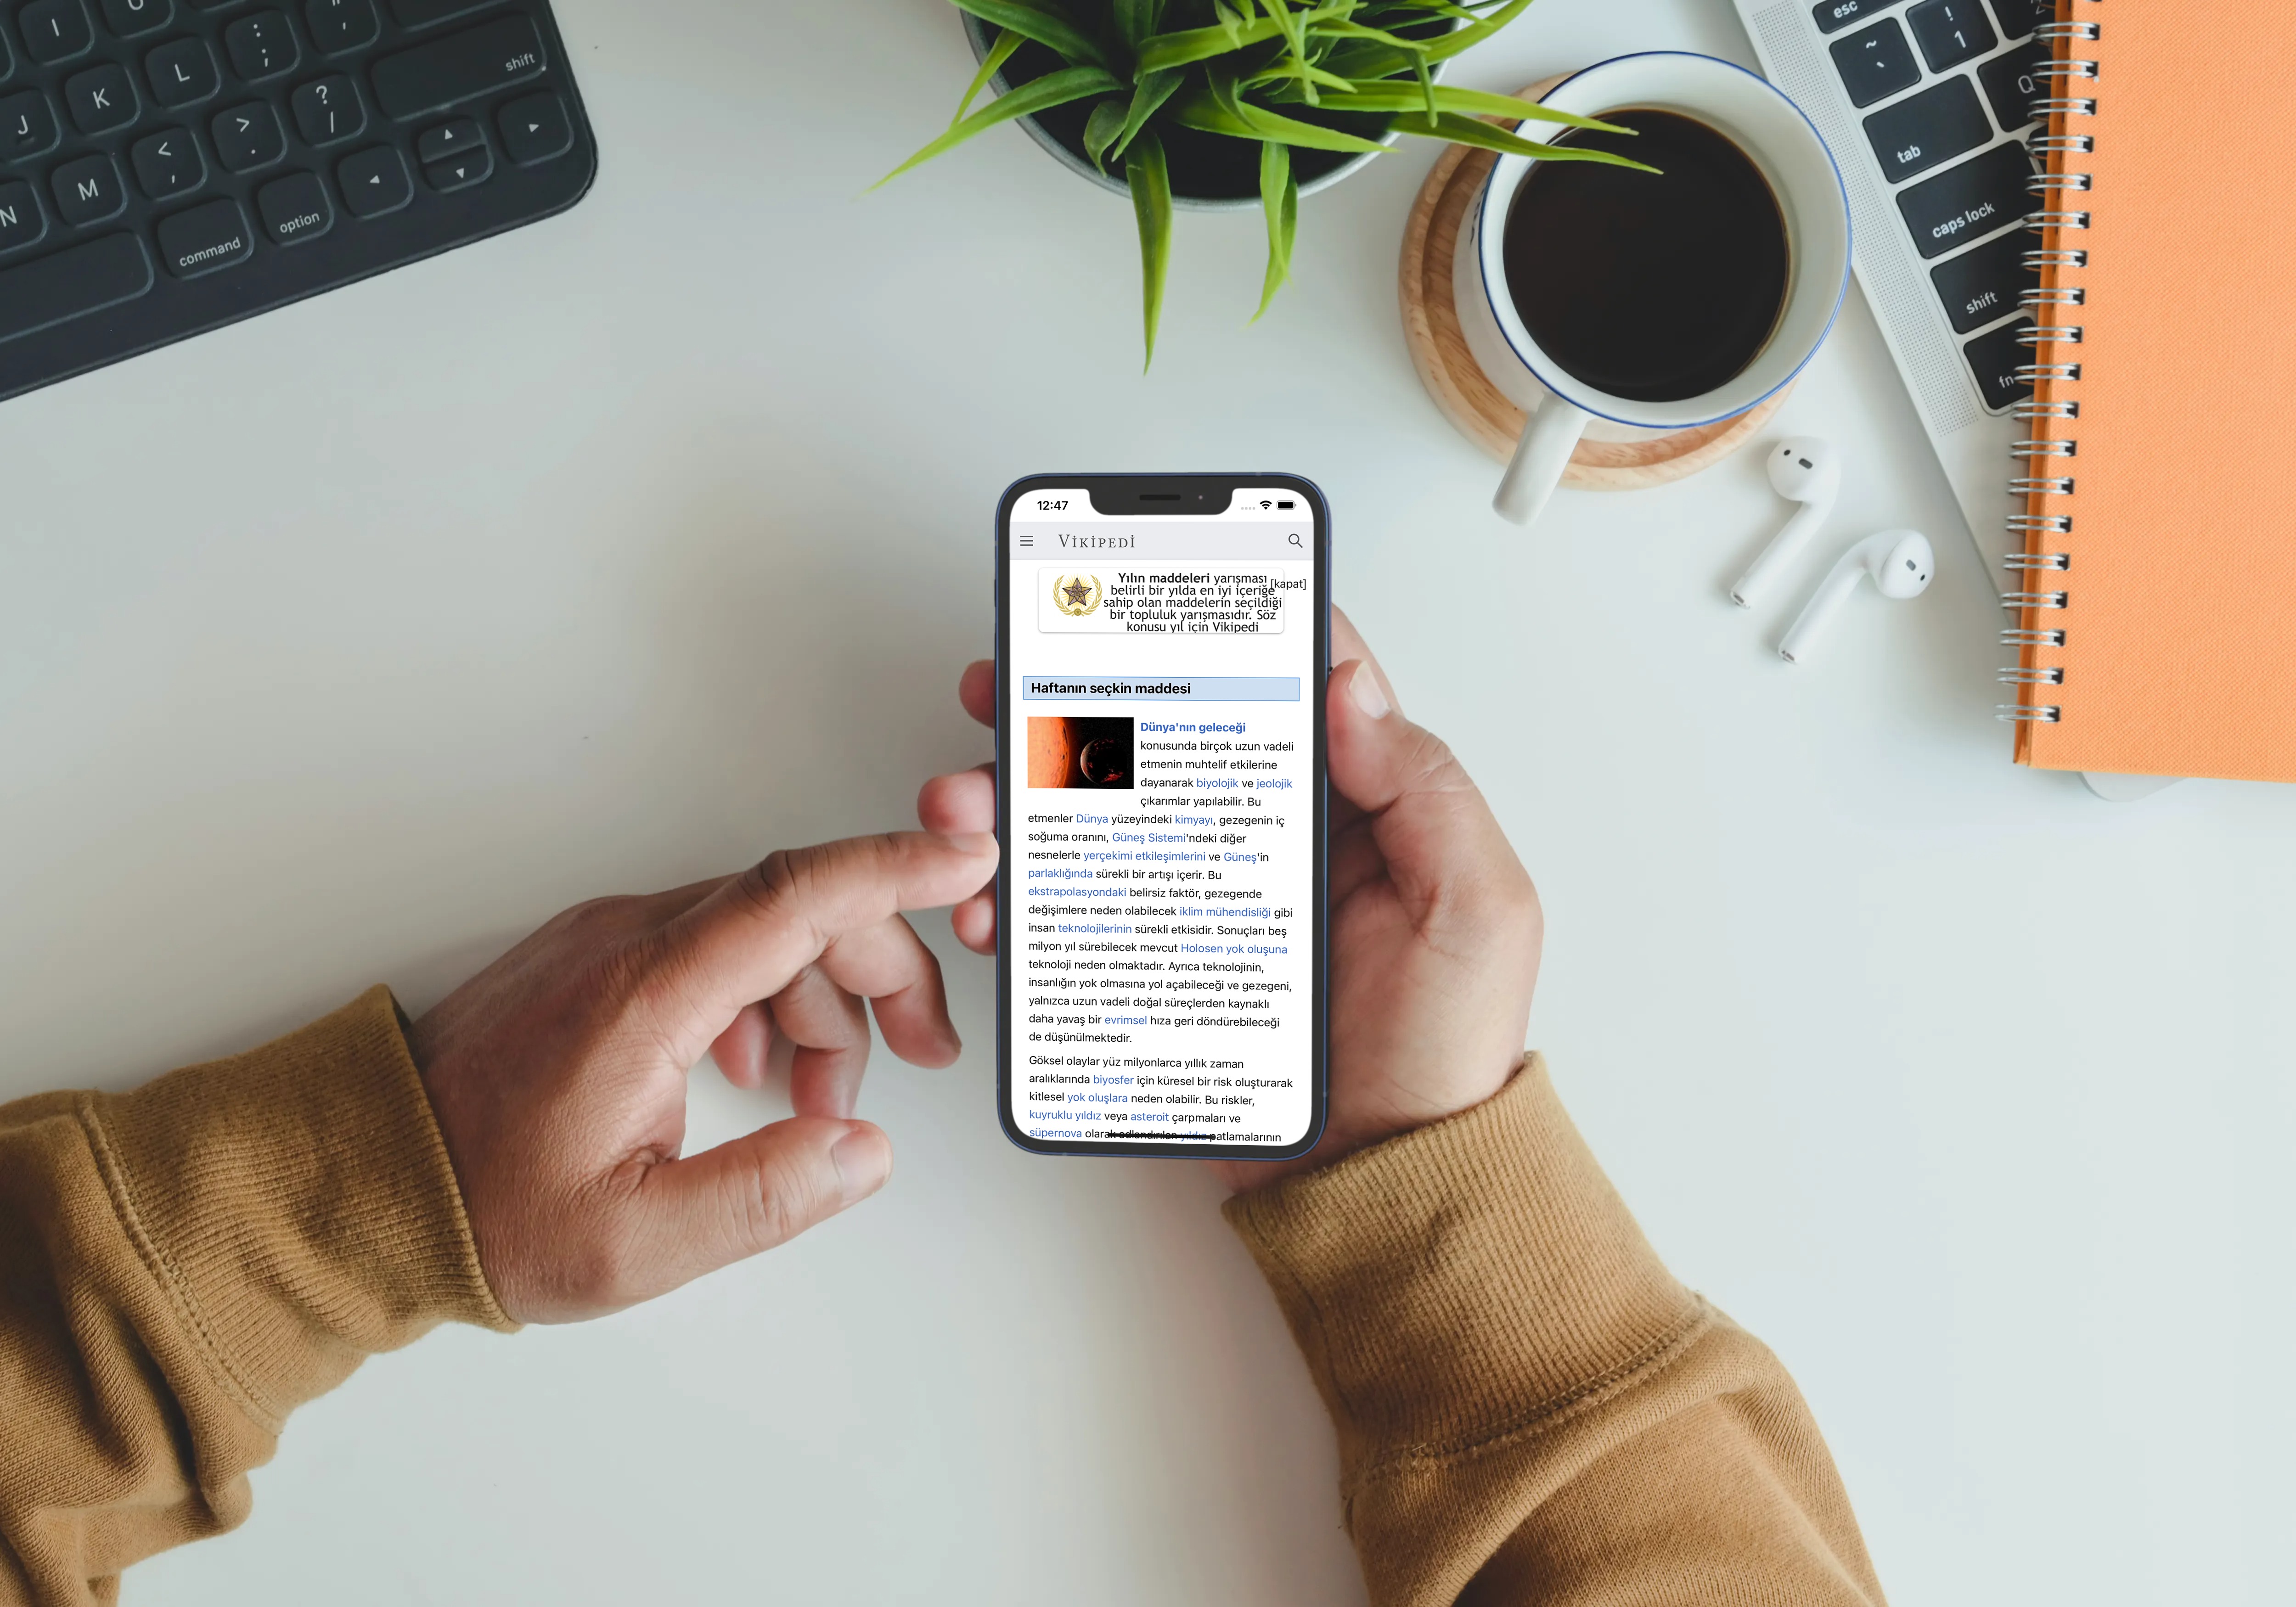 I
O
"
'
J
K
L
:
;
shift
N
M
<
,
>
.
?
/
command
option
esc
~
`
!
1
2
tab
Q
caps lock
shift
fn
12:47
VİKİPEDİ
Yılın maddeleri yarışması [kapat]
belirli bir yılda en iyi içeriğe
sahip olan maddelerin seçildiği
bir topluluk yarışmasıdır. Söz
konusu yıl için Vikipedi
Haftanın seçkin maddesi
Dünya'nın geleceği
konusunda birçok uzun vadeli
etmenin muhtelif etkilerine
dayanarak biyolojik ve jeolojik
çıkarımlar yapılabilir. Bu
etmenler Dünya yüzeyindeki kimyayı, gezegenin iç
soğuma oranını, Güneş Sistemi'ndeki diğer
nesnelerle yerçekimi etkileşimlerini ve Güneş'in
parlaklığında sürekli bir artışı içerir. Bu
ekstrapolasyondaki belirsiz faktör, gezegende
değişimlere neden olabilecek iklim mühendisliği gibi
insan teknolojilerinin sürekli etkisidir. Sonuçları beş
milyon yıl sürebilecek mevcut Holosen yok oluşuna
teknoloji neden olmaktadır. Ayrıca teknolojinin,
insanlığın yok olmasına yol açabileceği ve gezegeni,
yalnızca uzun vadeli doğal süreçlerden kaynaklı
daha yavaş bir evrimsel hıza geri döndürebileceği
de düşünülmektedir.
Göksel olaylar yüz milyonlarca yıllık zaman
aralıklarında biyosfer için küresel bir risk oluşturarak
kitlesel yok oluşlara neden olabilir. Bu riskler,
kuyruklu yıldız veya asteroit çarpmaları ve
süpernova olarak adlandırılan yıldız patlamalarının